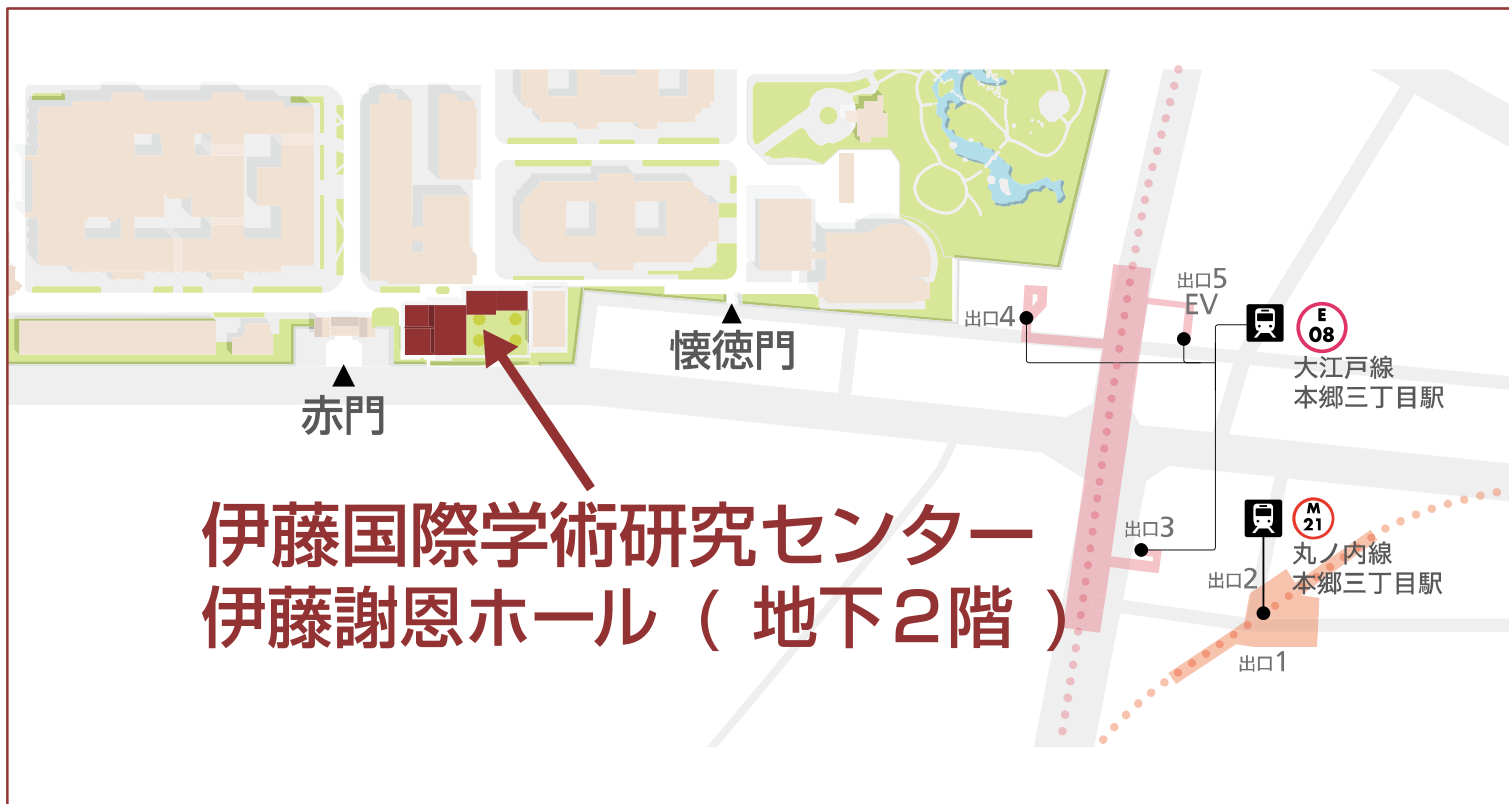 出口5
EV
出口4
E
08
大江戸線
本郷三丁目駅
懐徳門
赤門
伊藤国際学術研究センター
伊藤謝恩ホール ( 地下2階 )
M
21
丸ノ内線
本郷三丁目駅
出口3
出口2
出口1